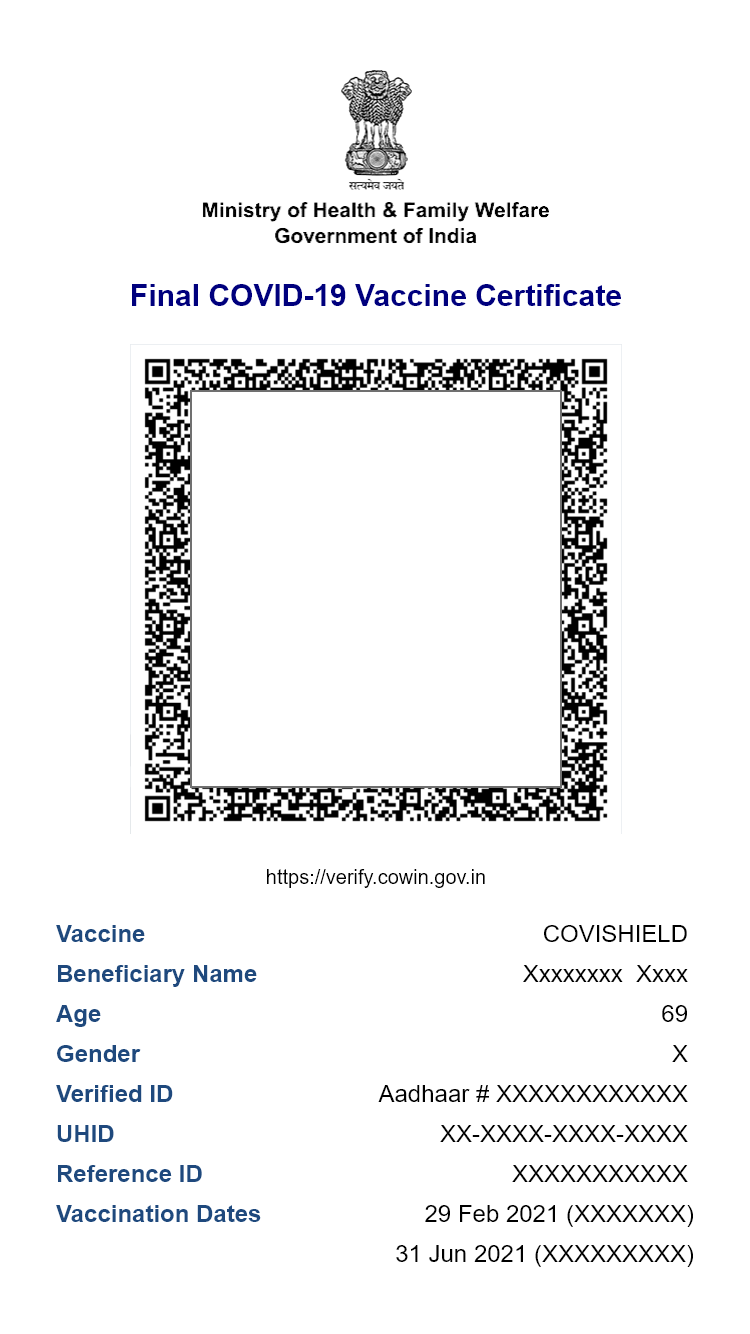 सत्यमेव जयते
Ministry of Health & Family Welfare
Government of India
Final COVID-19 Vaccine Certificate
https://verify.cowin.gov.in
Vaccine COVISHIELD
Beneficiary Name Xxxxxxxx Xxxx
Age 69
Gender X
Verified ID Aadhaar # XXXXXXXXXXXX
UHID XX-XXXX-XXXX-XXXX
Reference ID XXXXXXXXXXX
Vaccination Dates 29 Feb 2021 (XXXXXXX)
31 Jun 2021 (XXXXXXXXX)